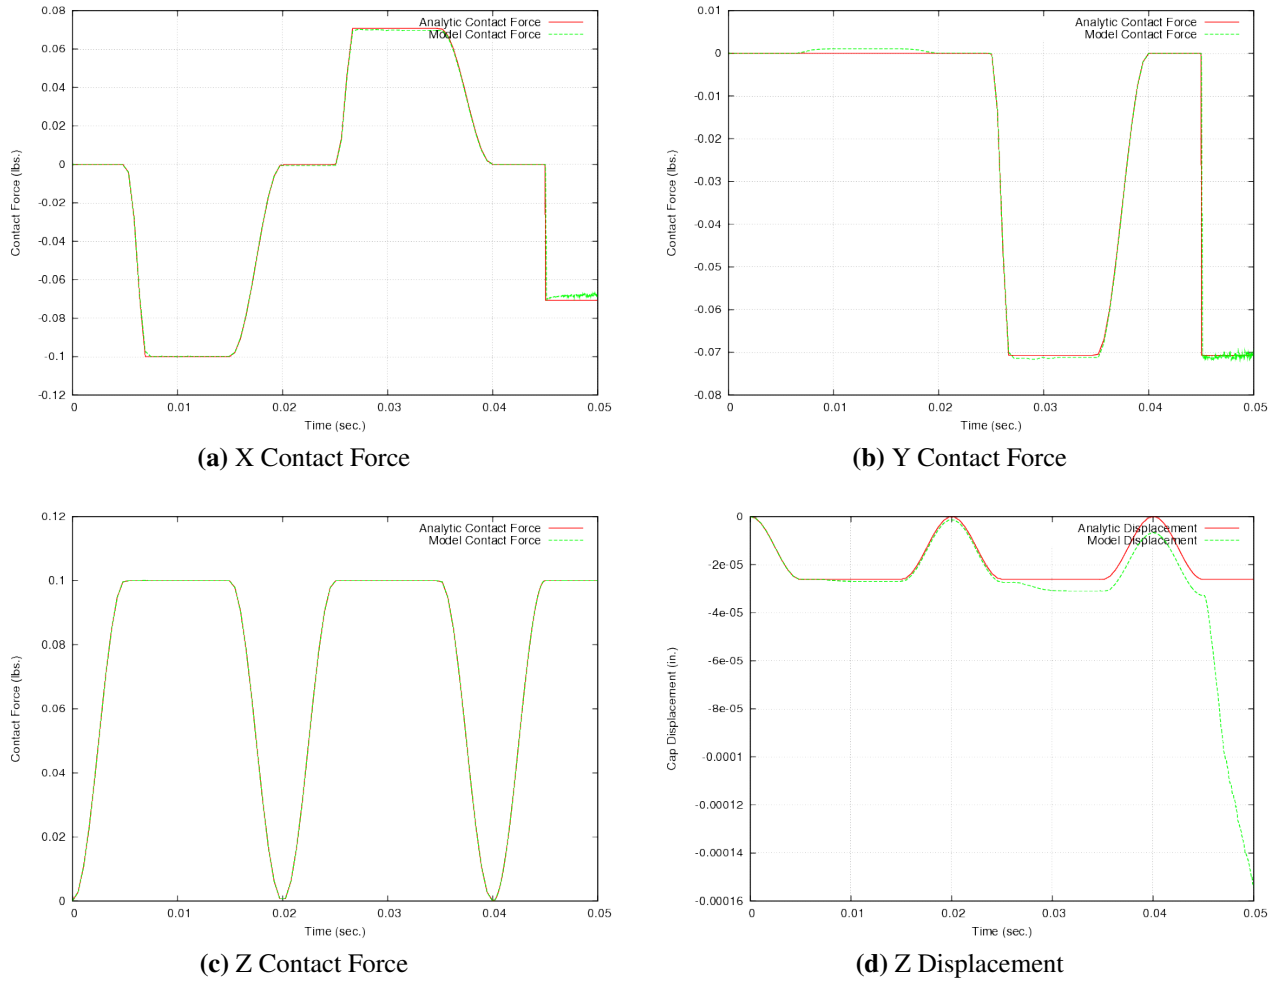 0.08
0.06
0.04
0.02
0
-0.02
-0.04
-0.06
-0.08
-0.1
-0.12
Contact Force (lbs.)
Analytic Contact Force
Model Contact Force
0 0.01 0.02 0.03 0.04 0.05
Time (sec.)
(a) X Contact Force
0.01
0
-0.01
-0.02
-0.03
-0.04
-0.05
-0.06
-0.07
-0.08
Contact Force (lbs.)
Analytic Contact Force
Model Contact Force
0 0.01 0.02 0.03 0.04 0.05
Time (sec.)
(b) Y Contact Force
0.12
0.1
0.08
0.06
0.04
0.02
0
Contact Force (lbs.)
Analytic Contact Force
Model Contact Force
0 0.01 0.02 0.03 0.04 0.05
Time (sec.)
(c) Z Contact Force
0
-2e-05
-4e-05
-6e-05
-8e-05
-0.0001
-0.00012
-0.00014
-0.00016
Cap Displacement (in.)
Analytic Displacement
Model Displacement
0 0.01 0.02 0.03 0.04 0.05
Time (sec.)
(d) Z Displacement